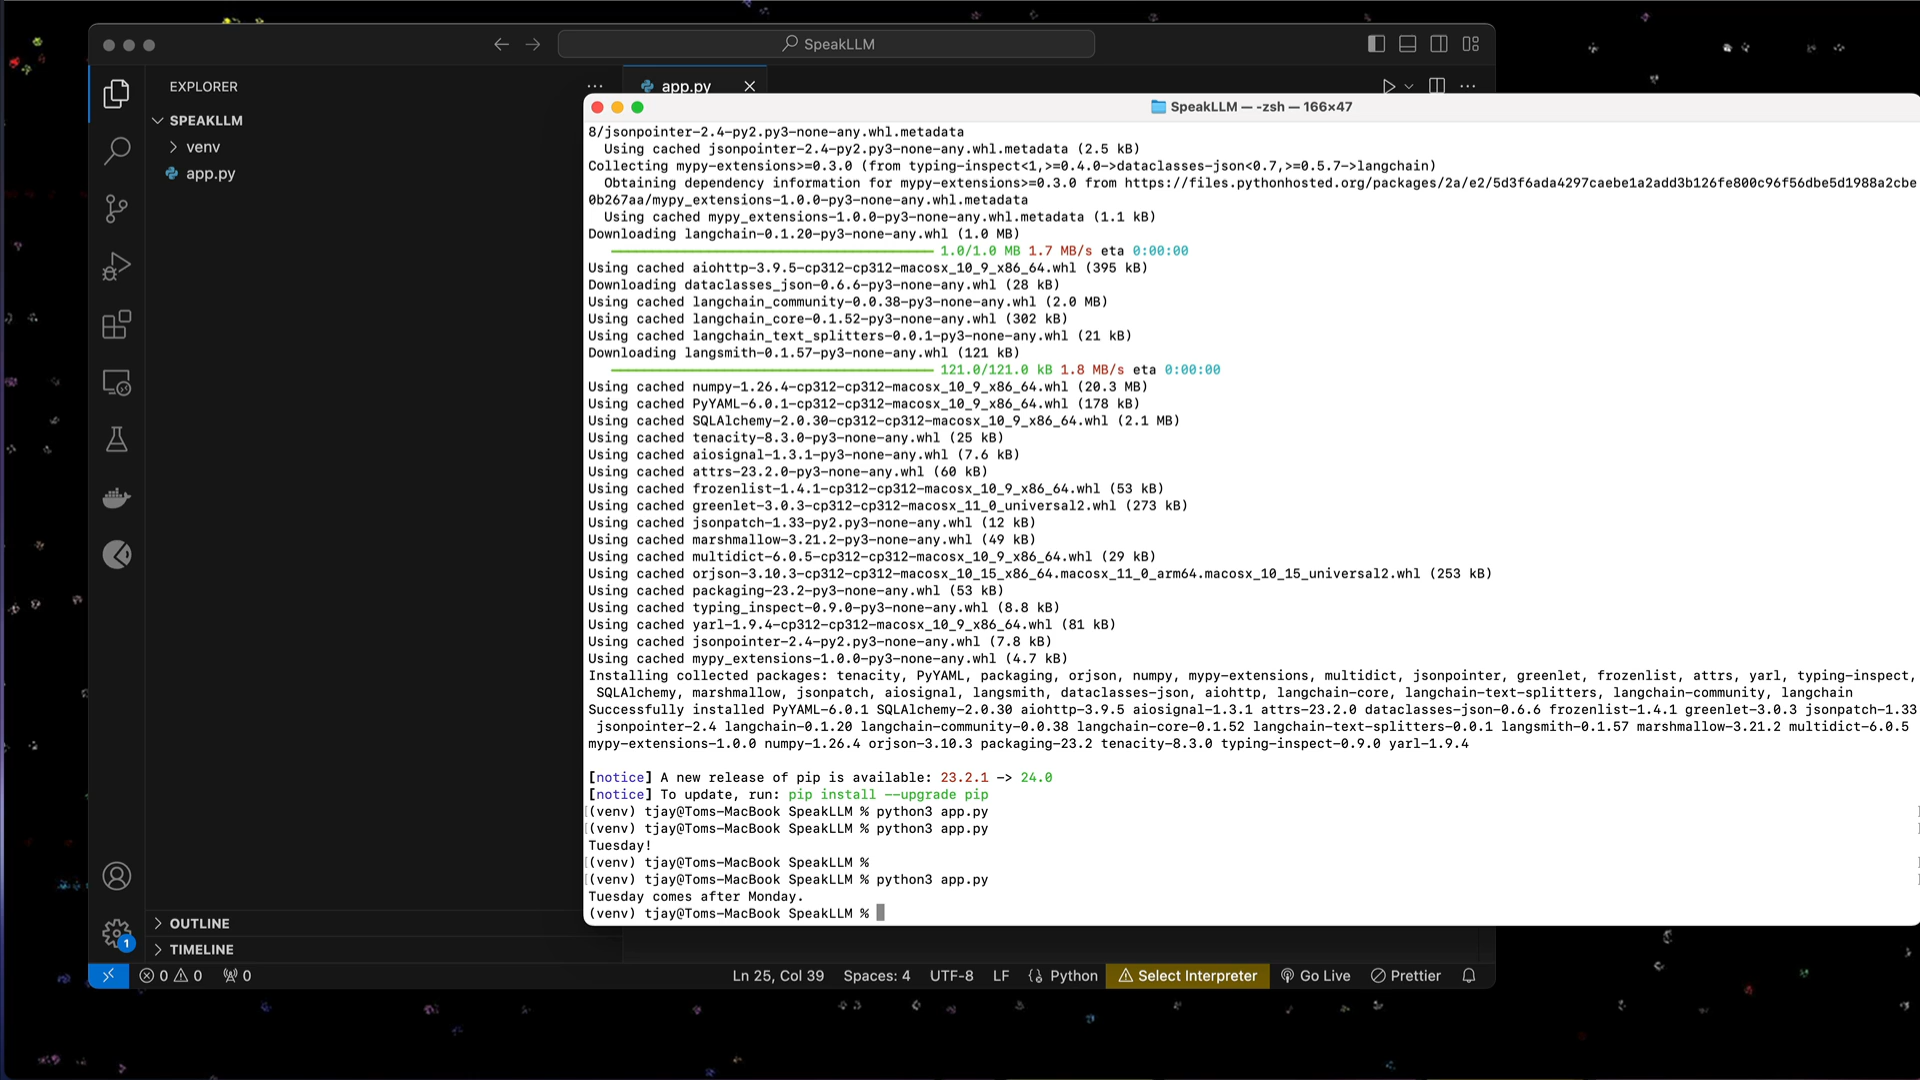 SpeakLLM
EXPLORER
SPEAKLLM
venv
app.py
app.py
SpeakLLM — -zsh — 166×47
8/jsonpointer-2.4-py2.py3-none-any.whl.metadata
Using cached jsonpointer-2.4-py2.py3-none-any.whl.metadata (2.5 kB)
Collecting mypy-extensions>=0.3.0 (from typing-inspect<1,>=0.4.0->dataclasses-json<0.7,>=0.5.7->langchain)
Obtaining dependency information for mypy-extensions>=0.3.0 from https://files.pythonhosted.org/packages/2a/e2/5d3f6ada4297caebe1a2add3b126fe800c96f56dbe5d1988a2cbe
0b267aa/mypy_extensions-1.0.0-py3-none-any.whl.metadata
Using cached mypy_extensions-1.0.0-py3-none-any.whl.metadata (1.1 kB)
Downloading langchain-0.1.20-py3-none-any.whl (1.0 MB)
1.0/1.0 MB 1.7 MB/s eta 0:00:00
Using cached aiohttp-3.9.5-cp312-cp312-macosx_10_9_x86_64.whl (395 kB)
Downloading dataclasses_json-0.6.6-py3-none-any.whl (28 kB)
Using cached langchain_community-0.0.38-py3-none-any.whl (2.0 MB)
Using cached langchain_core-0.1.52-py3-none-any.whl (302 kB)
Using cached langchain_text_splitters-0.0.1-py3-none-any.whl (21 kB)
Downloading langsmith-0.1.57-py3-none-any.whl (121 kB)
121.0/121.0 kB 1.8 MB/s eta 0:00:00
Using cached numpy-1.26.4-cp312-cp312-macosx_10_9_x86_64.whl (20.3 MB)
Using cached PyYAML-6.0.1-cp312-cp312-macosx_10_9_x86_64.whl (178 kB)
Using cached SQLAlchemy-2.0.30-cp312-cp312-macosx_10_9_x86_64.whl (2.1 MB)
Using cached tenacity-8.3.0-py3-none-any.whl (25 kB)
Using cached aiosignal-1.3.1-py3-none-any.whl (7.6 kB)
Using cached attrs-23.2.0-py3-none-any.whl (60 kB)
Using cached frozenlist-1.4.1-cp312-cp312-macosx_10_9_x86_64.whl (53 kB)
Using cached greenlet-3.0.3-cp312-cp312-macosx_11_0_universal2.whl (273 kB)
Using cached jsonpatch-1.33-py2.py3-none-any.whl (12 kB)
Using cached marshmallow-3.21.2-py3-none-any.whl (49 kB)
Using cached multidict-6.0.5-cp312-cp312-macosx_10_9_x86_64.whl (29 kB)
Using cached orjson-3.10.3-cp312-cp312-macosx_10_15_x86_64.macosx_11_0_arm64.macosx_10_15_universal2.whl (253 kB)
Using cached packaging-23.2-py3-none-any.whl (53 kB)
Using cached typing_inspect-0.9.0-py3-none-any.whl (8.8 kB)
Using cached yarl-1.9.4-cp312-cp312-macosx_10_9_x86_64.whl (81 kB)
Using cached jsonpointer-2.4-py2.py3-none-any.whl (7.8 kB)
Using cached mypy_extensions-1.0.0-py3-none-any.whl (4.7 kB)
Installing collected packages: tenacity, PyYAML, packaging, orjson, numpy, mypy-extensions, multidict, jsonpointer, greenlet, frozenlist, attrs, yarl, typing-inspect,
SQLAlchemy, marshmallow, jsonpatch, aiosignal, langsmith, dataclasses-json, aiohttp, langchain-core, langchain-text-splitters, langchain-community, langchain
Successfully installed PyYAML-6.0.1 SQLAlchemy-2.0.30 aiohttp-3.9.5 aiosignal-1.3.1 attrs-23.2.0 dataclasses-json-0.6.6 frozenlist-1.4.1 greenlet-3.0.3 jsonpatch-1.33
jsonpointer-2.4 langchain-0.1.20 langchain-community-0.0.38 langchain-core-0.1.52 langchain-text-splitters-0.0.1 langsmith-0.1.57 marshmallow-3.21.2 multidict-6.0.5
mypy-extensions-1.0.0 numpy-1.26.4 orjson-3.10.3 packaging-23.2 tenacity-8.3.0 typing-inspect-0.9.0 yarl-1.9.4
[notice] A new release of pip is available: 23.2.1 -> 24.0
[notice] To update, run: pip install --upgrade pip
[(venv) tjay@Toms-MacBook SpeakLLM % python3 app.py ]
[(venv) tjay@Toms-MacBook SpeakLLM % python3 app.py ]
Tuesday!
[(venv) tjay@Toms-MacBook SpeakLLM % ]
[(venv) tjay@Toms-MacBook SpeakLLM % python3 app.py ]
Tuesday comes after Monday.
(venv) tjay@Toms-MacBook SpeakLLM %
OUTLINE
1
TIMELINE
0 0 0 Ln 25, Col 39 Spaces: 4 UTF-8 LF Python Select Interpreter Go Live Prettier